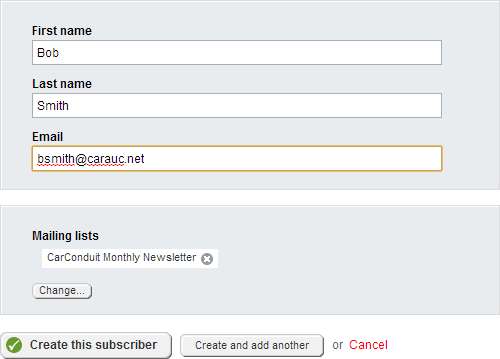 First name
Bob
Last name
Smith
Email
bsmith@carauc.net
Mailing lists
CarConduit Monthly Newsletter
Change...
Create this subscriber Create and add another or Cancel